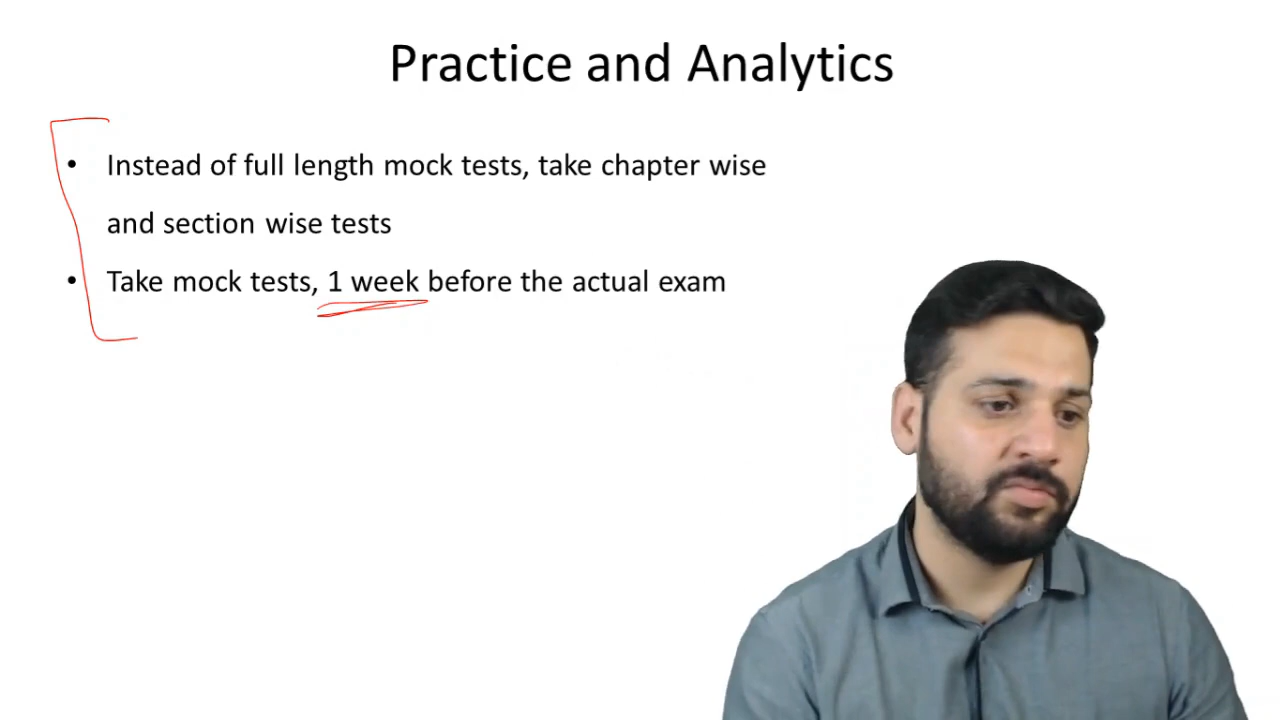 Practice and Analytics
• Instead of full length mock tests, take chapter wise
and section wise tests
• Take mock tests, 1 week before the actual exam